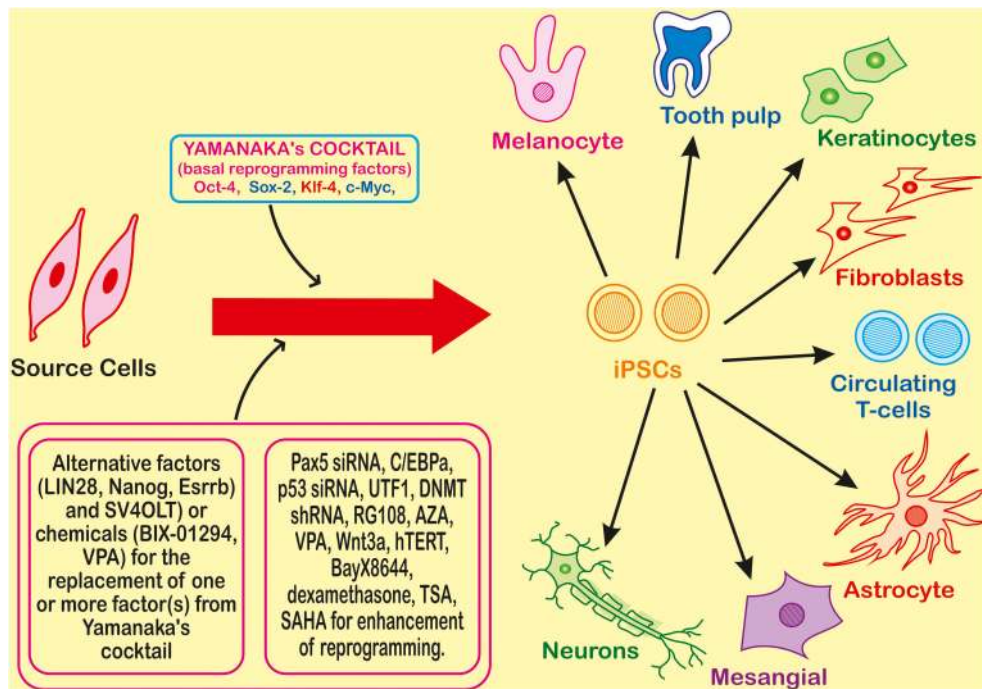 YAMANAKA's COCKTAIL
(basal reprogramming factors)
Oct-4, Sox-2, Klf-4, c-Myc,
Source Cells
Alternative factors
(LIN28, Nanog, Esrrb)
and SV4OLT) or
chemicals (BIX-01294,
VPA) for the
replacement of one
or more factor(s) from
Yamanaka's
cocktail
Pax5 siRNA, C/EBPa,
p53 siRNA, UTF1, DNMT
shRNA, RG108, AZA,
VPA, Wnt3a, hTERT,
BayX8644,
dexamethasone, TSA,
SAHA for enhancement
of reprogramming.
iPSCs
Melanocyte
Tooth pulp
Keratinocytes
Fibroblasts
Circulating
T-cells
Astrocyte
Mesangial
Neurons